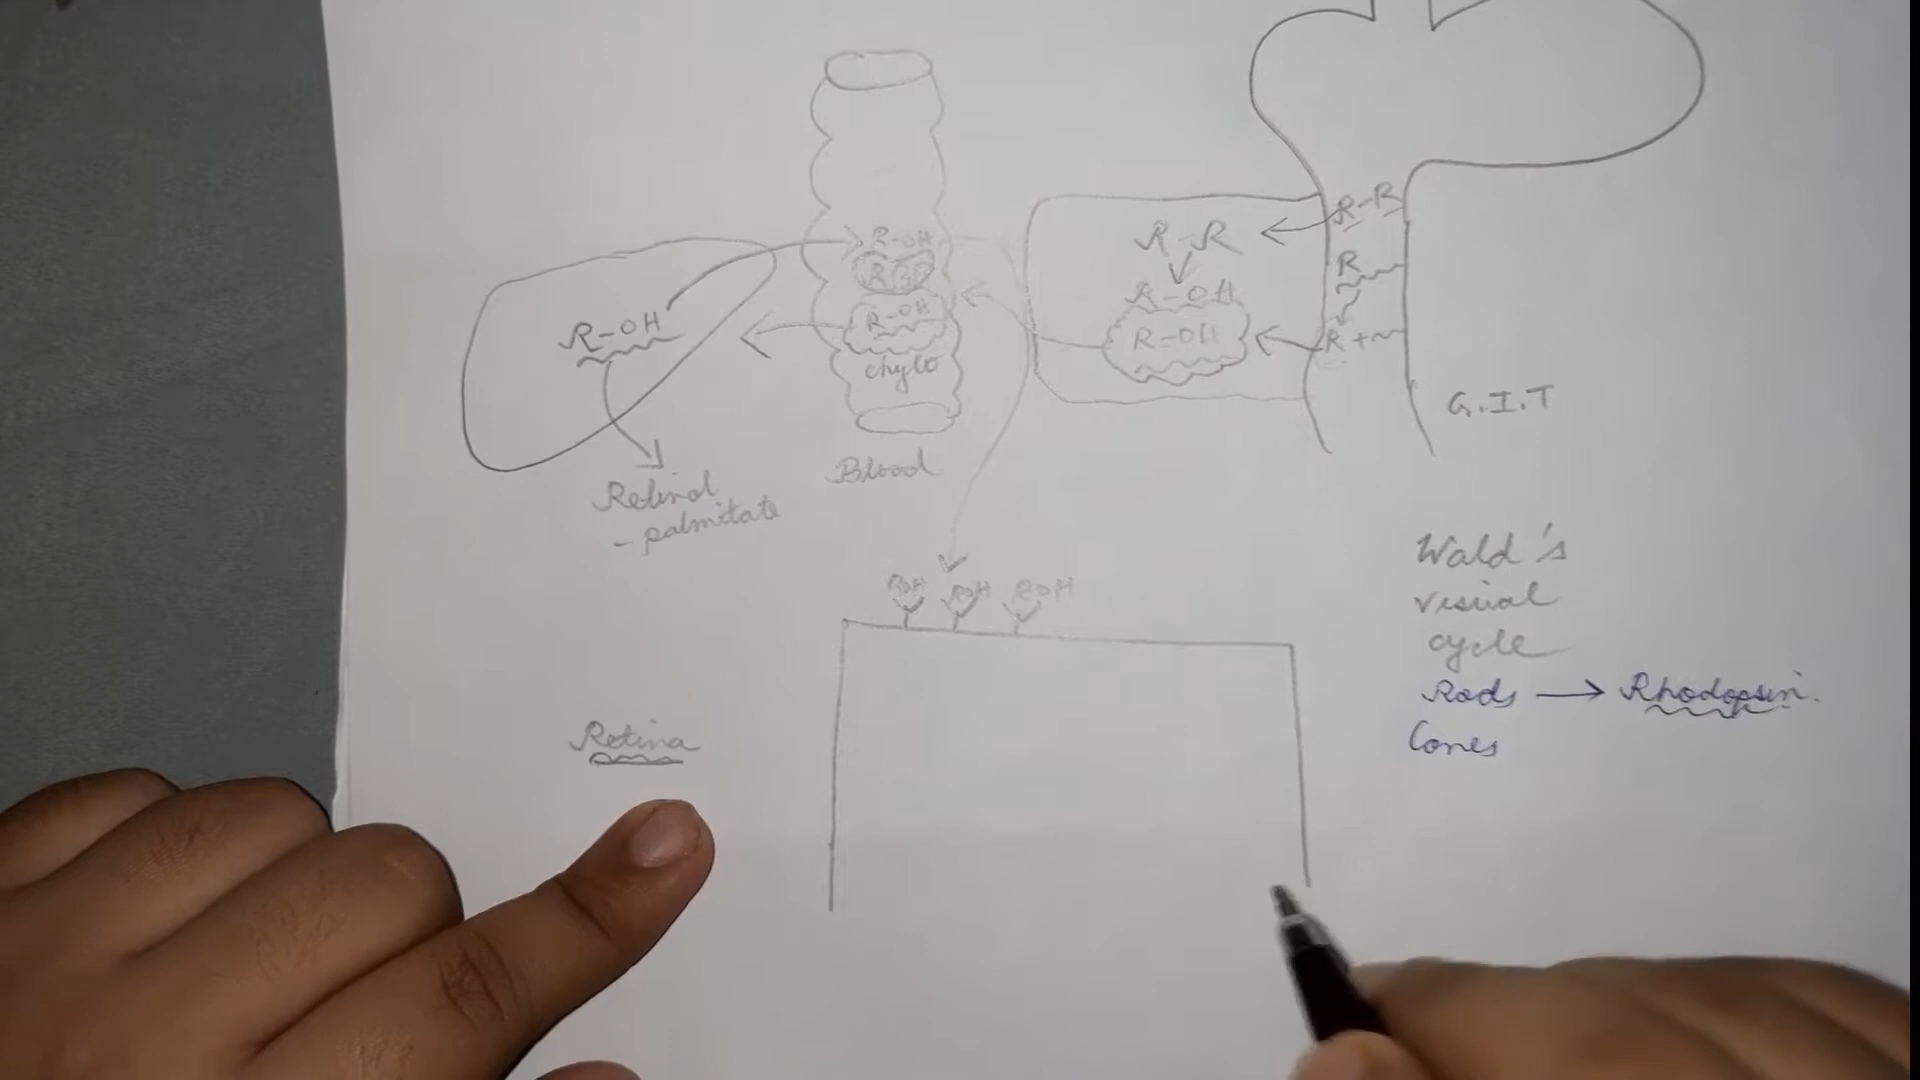 R-R
R-R
R-OH
R
R-OH
RBP
R-OH
R-OH
R-OH
R +
chylo
G.I.T
Blood
Retinol
- palmitate
Wald's
visual
cycle
ROH ROH ROH
Rods → Rhodopsin.
Retina
Cones